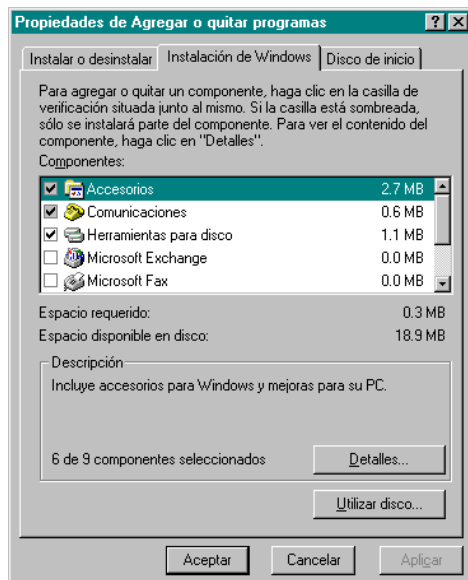 Propiedades de Agregar o quitar programas
Instalar o desinstalar Instalación de Windows Disco de inicio
Para agregar o quitar un componente, haga clic en la casilla de
verificación situada junto al mismo. Si la casilla está sombreada,
sólo se instalará parte del componente. Para ver el contenido del
componente, haga clic en "Detalles".
Componentes:
Accesorios 2.7 MB
Comunicaciones 0.6 MB
Herramientas para disco 1.1 MB
Microsoft Exchange 0.0 MB
Microsoft Fax 0.0 MB
Espacio requerido: 0.3 MB
Espacio disponible en disco: 18.9 MB
Descripción
Incluye accesorios para Windows y mejoras para su PC.
6 de 9 componentes seleccionados Detalles...
Utilizar disco...
Aceptar Cancelar Aplicar